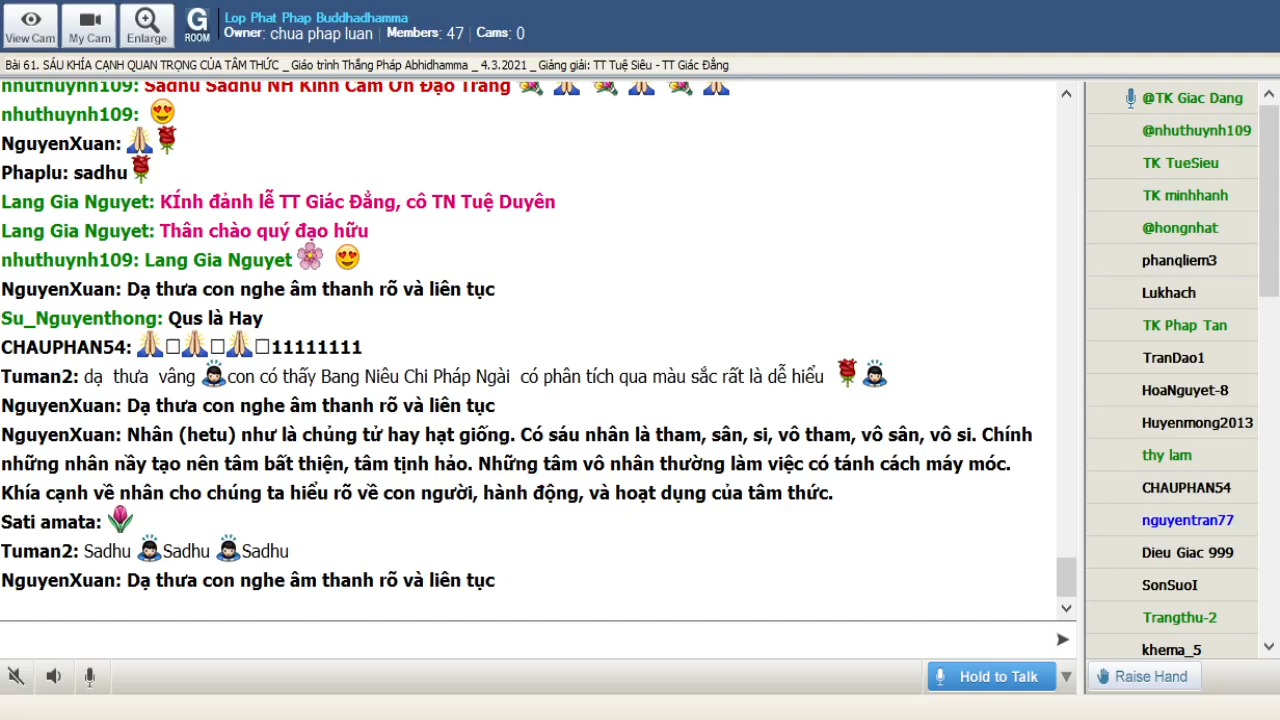 View Cam
My Cam
Enlarge
G
ROOM
Lop Phat Phap Buddhadhamma
Owner: chua phap luan
Members: 47
Cams: 0
Bài 61. SÁU KHÍA CẠNH QUAN TRỌNG CỦA TÂM THỨC _ Giáo trình Thắng Pháp Abhidhamma _ 4.3.2021 _ Giảng giải: TT Tuệ Siêu - TT Giác Đẳng
nhuthuynh109: Sadhu Sadhu NH Kính Cám Ơn Đạo Tràng
nhuthuynh109:
NguyenXuan:
Phaplu: sadhu
Lang Gia Nguyet: KÍnh đảnh lễ TT Giác Đẳng, cô TN Tuệ Duyên
Lang Gia Nguyet: Thân chào quý đạo hữu
nhuthuynh109: Lang Gia Nguyet
NguyenXuan: Dạ thưa con nghe âm thanh rõ và liên tục
Su_Nguyenthong: Qus là Hay
CHAUPHAN54: 11111111
Tuman2: dạ thưa vâng con có thấy Bang Niêu Chi Pháp Ngài có phân tích qua màu sắc rất là dễ hiểu
NguyenXuan: Dạ thưa con nghe âm thanh rõ và liên tục
NguyenXuan: Nhân (hetu) như là chủng tử hay hạt giống. Có sáu nhân là tham, sân, si, vô tham, vô sân, vô si. Chính
những nhân nầy tạo nên tâm bất thiện, tâm tịnh hảo. Những tâm vô nhân thường làm việc có tánh cách máy móc.
Khía cạnh về nhân cho chúng ta hiểu rõ về con người, hành động, và hoạt dụng của tâm thức.
Sati amata:
Tuman2: Sadhu Sadhu Sadhu
NguyenXuan: Dạ thưa con nghe âm thanh rõ và liên tục
Hold to Talk
@TK Giac Dang
@nhuthuynh109
TK TueSieu
TK minhhanh
@hongnhat
phanqliem3
Lukhach
TK Phap Tan
TranDao1
HoaNguyet-8
Huyenmong2013
thy lam
CHAUPHAN54
nguyentran77
Dieu Giac 999
SonSuoI
Trangthu-2
khema_5
Raise Hand